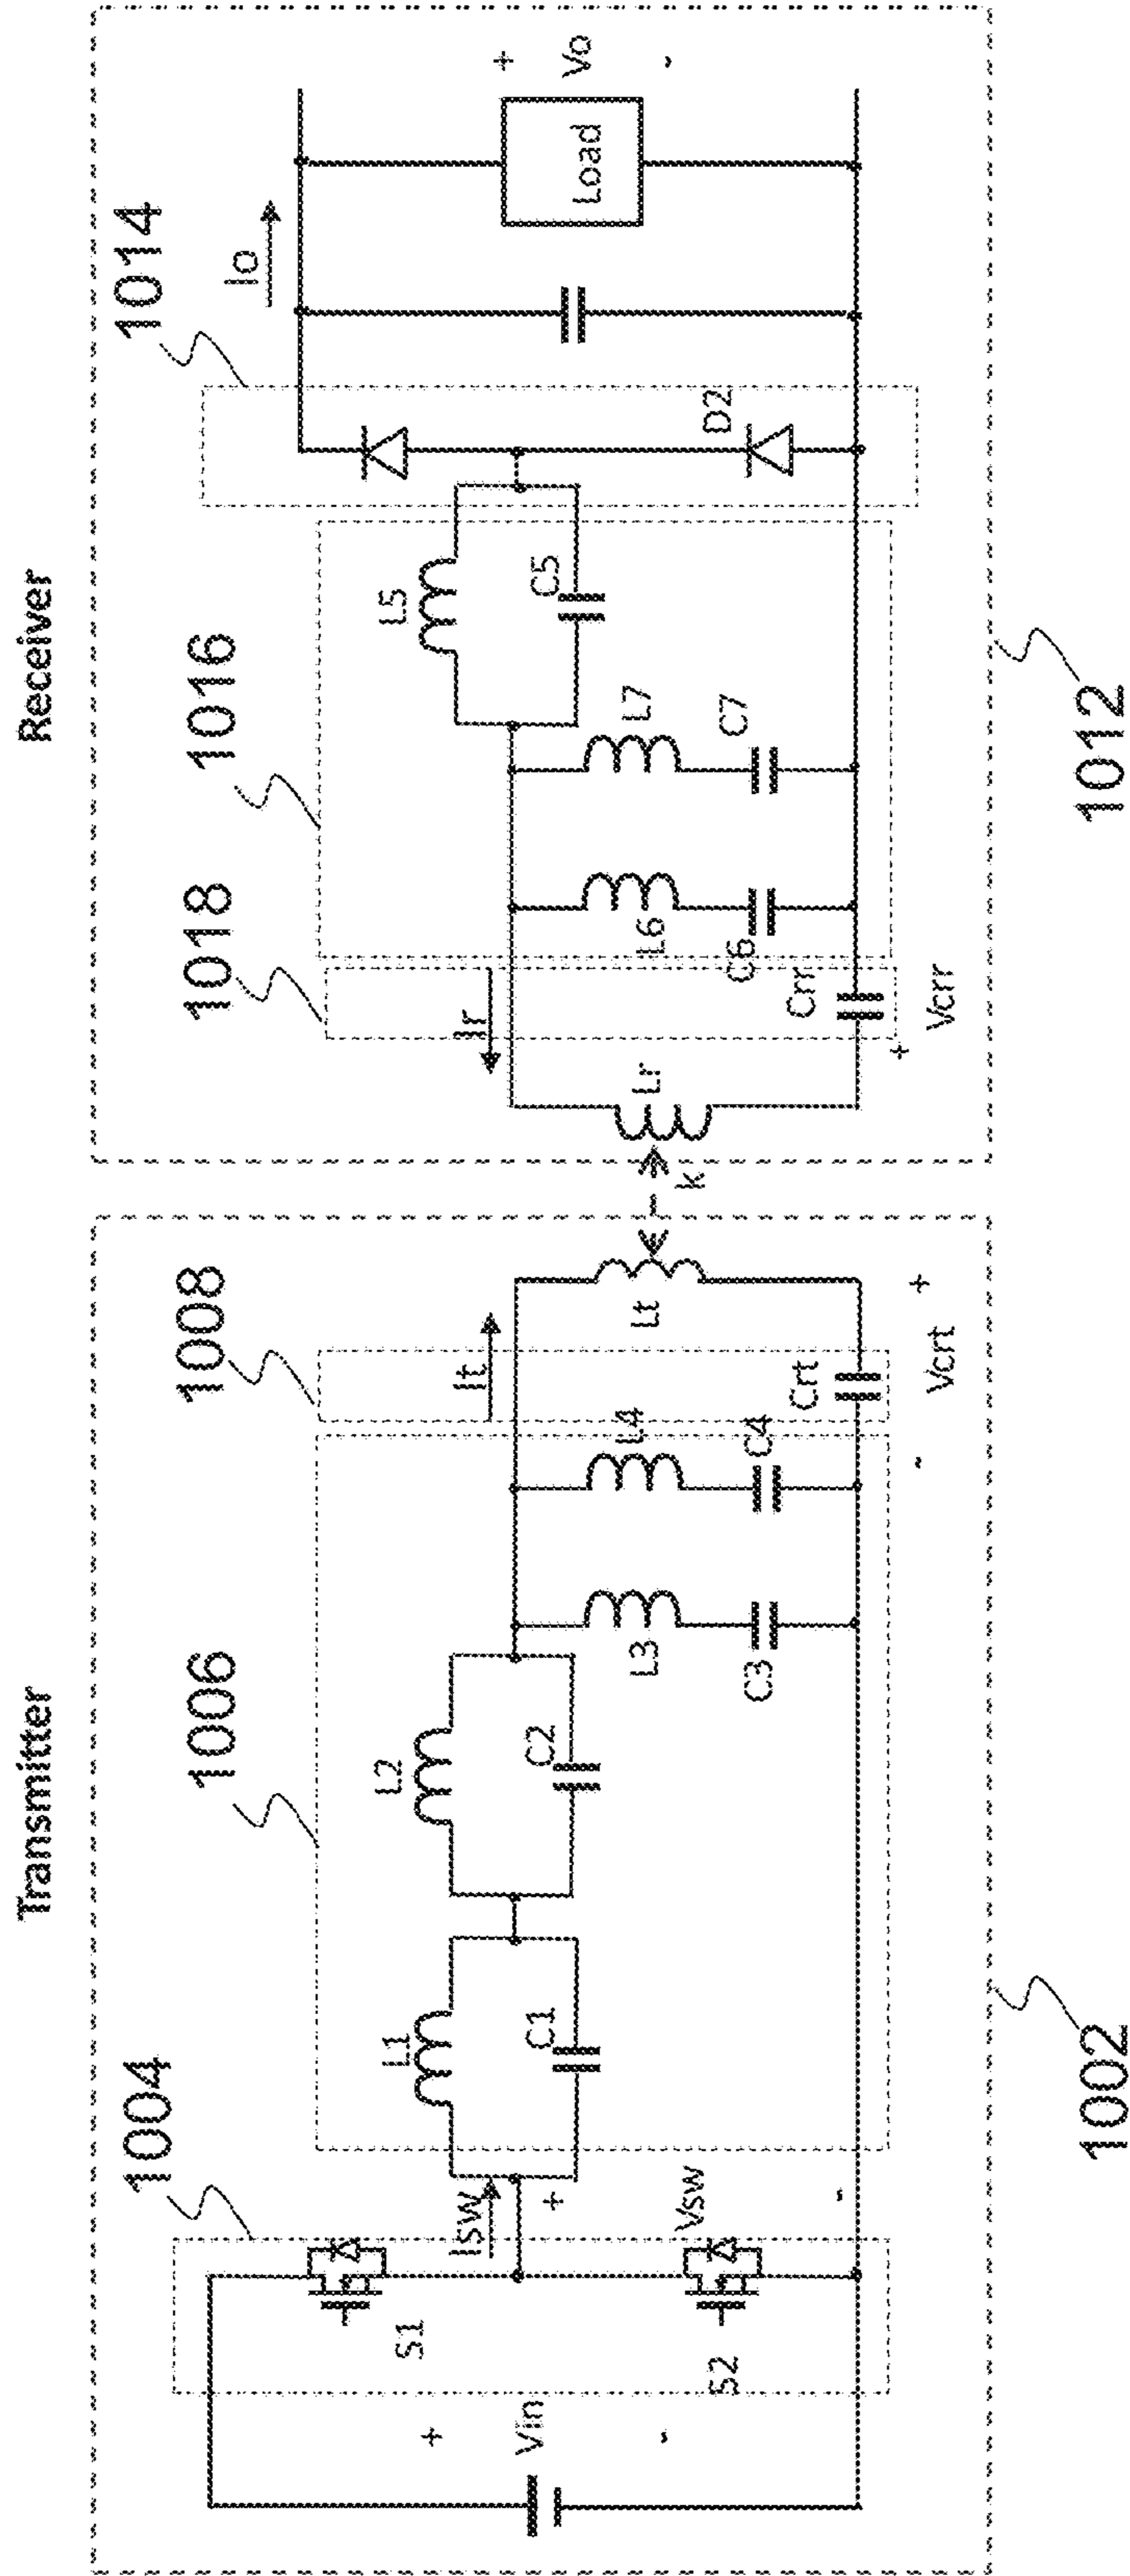 Transmitter
Receiver
1004
1006
1008
1018
1016
1014
Vin
+
-
S1
S2
Isw
+
Vsw
-
L1
C1
L2
C2
L3
C3
L4
C4
It
Lt
Crt
+
Vcrt
-
k
Lr
Ir
Crr
+
Vcrr
L6
C6
L7
C7
L5
C5
D2
Io
Load
+
Vo
-
1002
1012